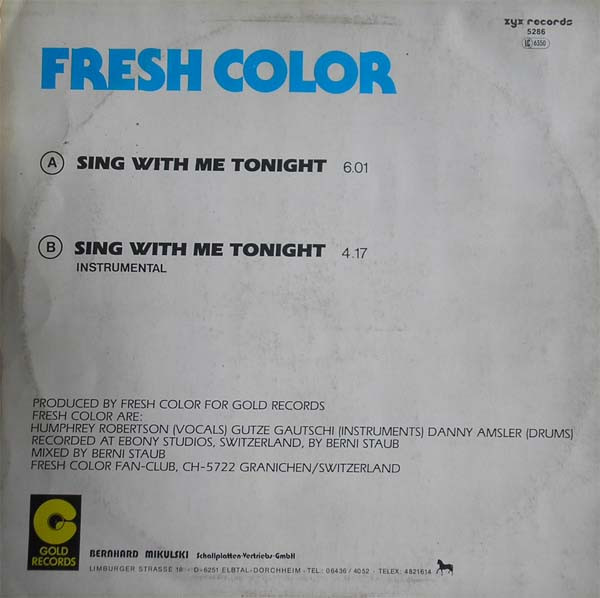 xyz records
5286
LC 6350
FRESH COLOR
A SING WITH ME TONIGHT 6.01
B SING WITH ME TONIGHT 4.17
INSTRUMENTAL
PRODUCED BY FRESH COLOR FOR GOLD RECORDS
FRESH COLOR ARE:
HUMPHREY ROBERTSON (VOCALS) GUTZE GAUTSCHI (INSTRUMENTS) DANNY AMSLER (DRUMS)
RECORDED AT EBONY STUDIOS, SWITZERLAND, BY BERNI STAUB
MIXED BY BERNI STAUB
FRESH COLOR FAN-CLUB, CH-5722 GRANICHEN/SWITZERLAND
GOLD
RECORDS
BERNHARD MIKULSKI Schallplatten-Vertriebs-GmbH
LIMBURGER STRASSE 18 - D-6251 ELBTAL-DORCHHEIM - TEL.: 06436 / 4052 - TELEX: 4821614